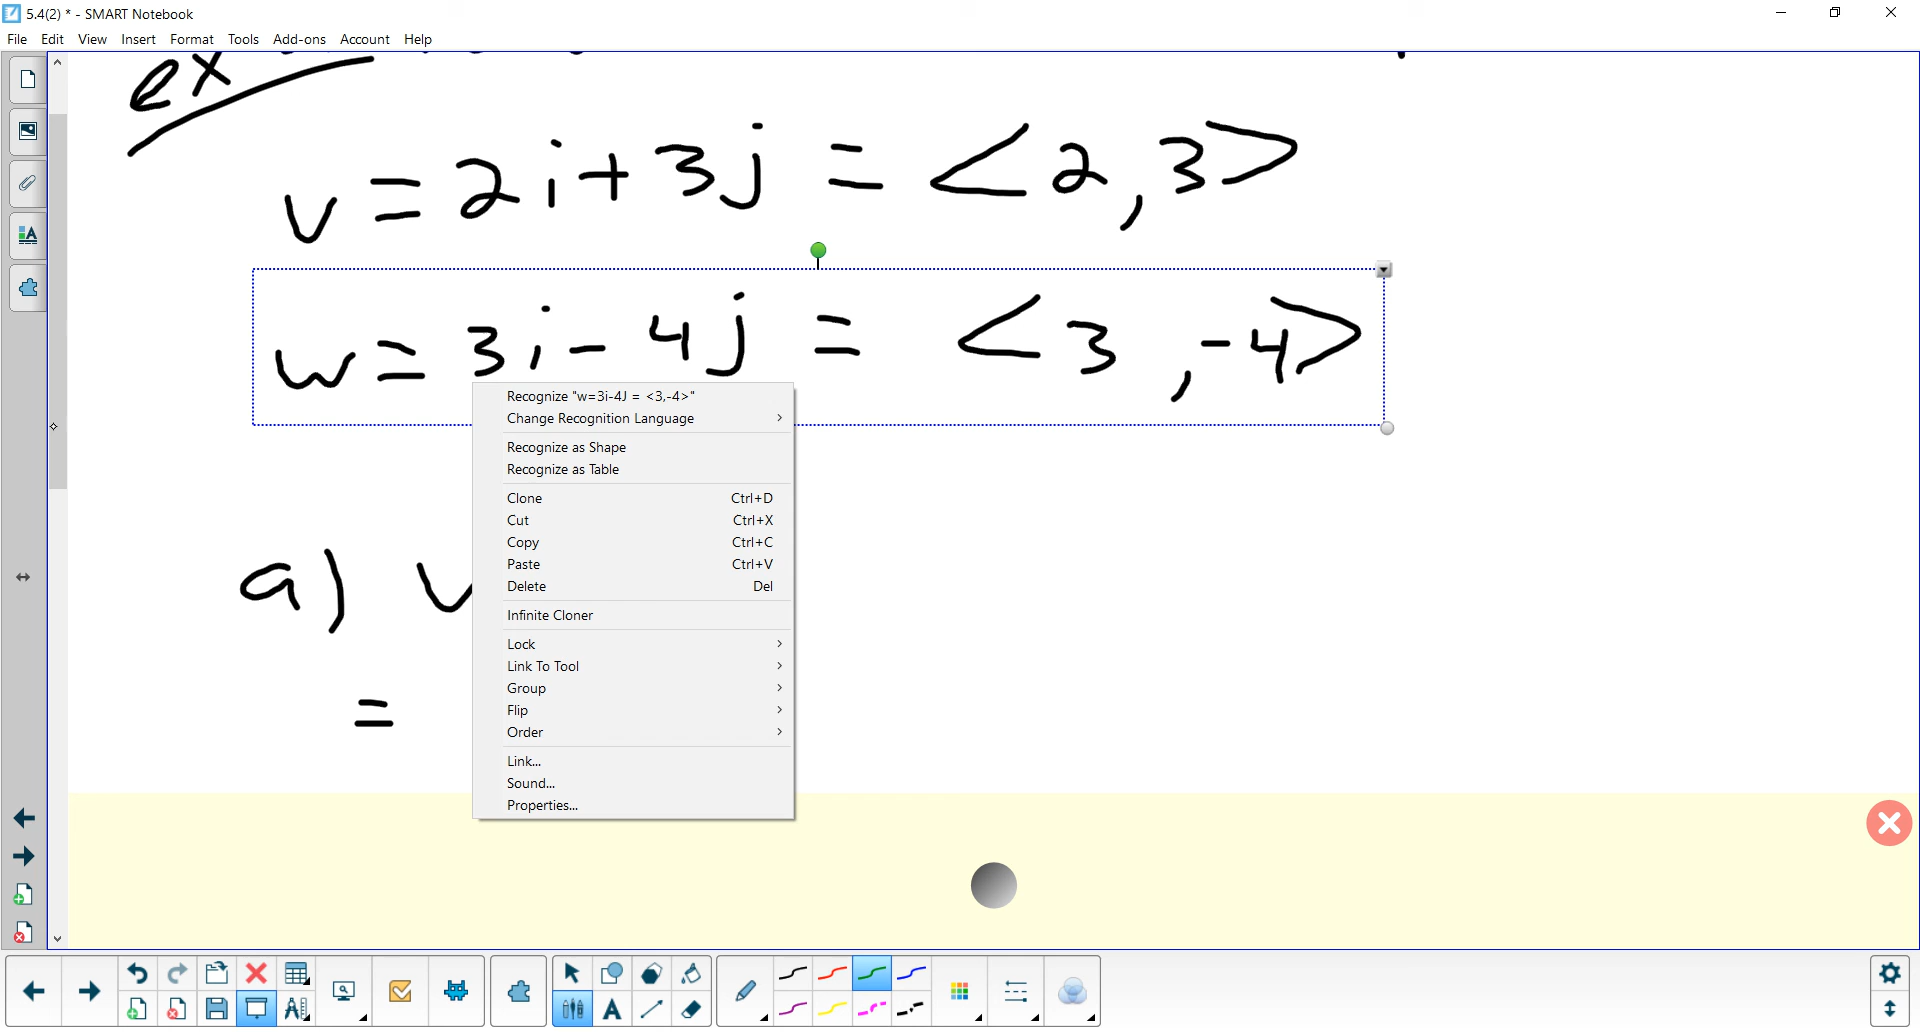 5.4(2) * - SMART Notebook
File Edit View Insert Format Tools Add-ons Account Help
ex
v = 2i + 3j = <2,3>
w = 3i - 4j = <3,-4>
Recognize "w=3i-4J = <3,-4>"
Change Recognition Language
Recognize as Shape
Recognize as Table
Clone Ctrl+D
Cut Ctrl+X
Copy Ctrl+C
Paste Ctrl+V
Delete Del
Infinite Cloner
Lock
Link To Tool
Group
Flip
Order
Link...
Sound...
Properties...
a) v
=